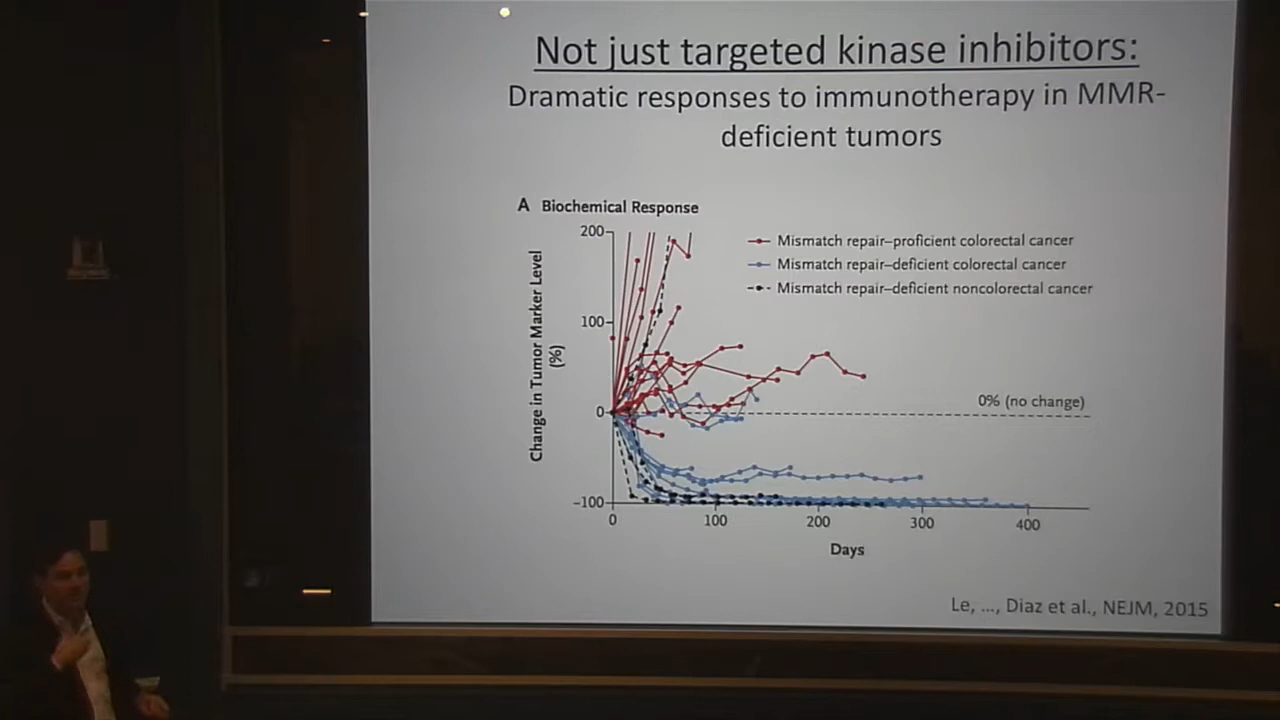 Not just targeted kinase inhibitors:
Dramatic responses to immunotherapy in MMR-
deficient tumors
A Biochemical Response
200
100
0
−100
Change in Tumor Marker Level
(%)
Mismatch repair–proficient colorectal cancer
Mismatch repair–deficient colorectal cancer
Mismatch repair–deficient noncolorectal cancer
0% (no change)
0 100 200 300 400
Days
Le, ..., Diaz et al., NEJM, 2015